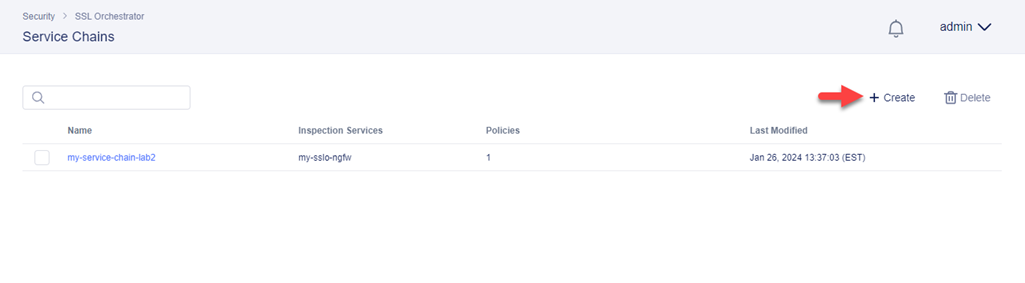 Security > SSL Orchestrator
Service Chains
admin
+ Create
Delete
Name Inspection Services Policies Last Modified
my-service-chain-lab2 my-sslo-ngfw 1 Jan 26, 2024 13:37:03 (EST)